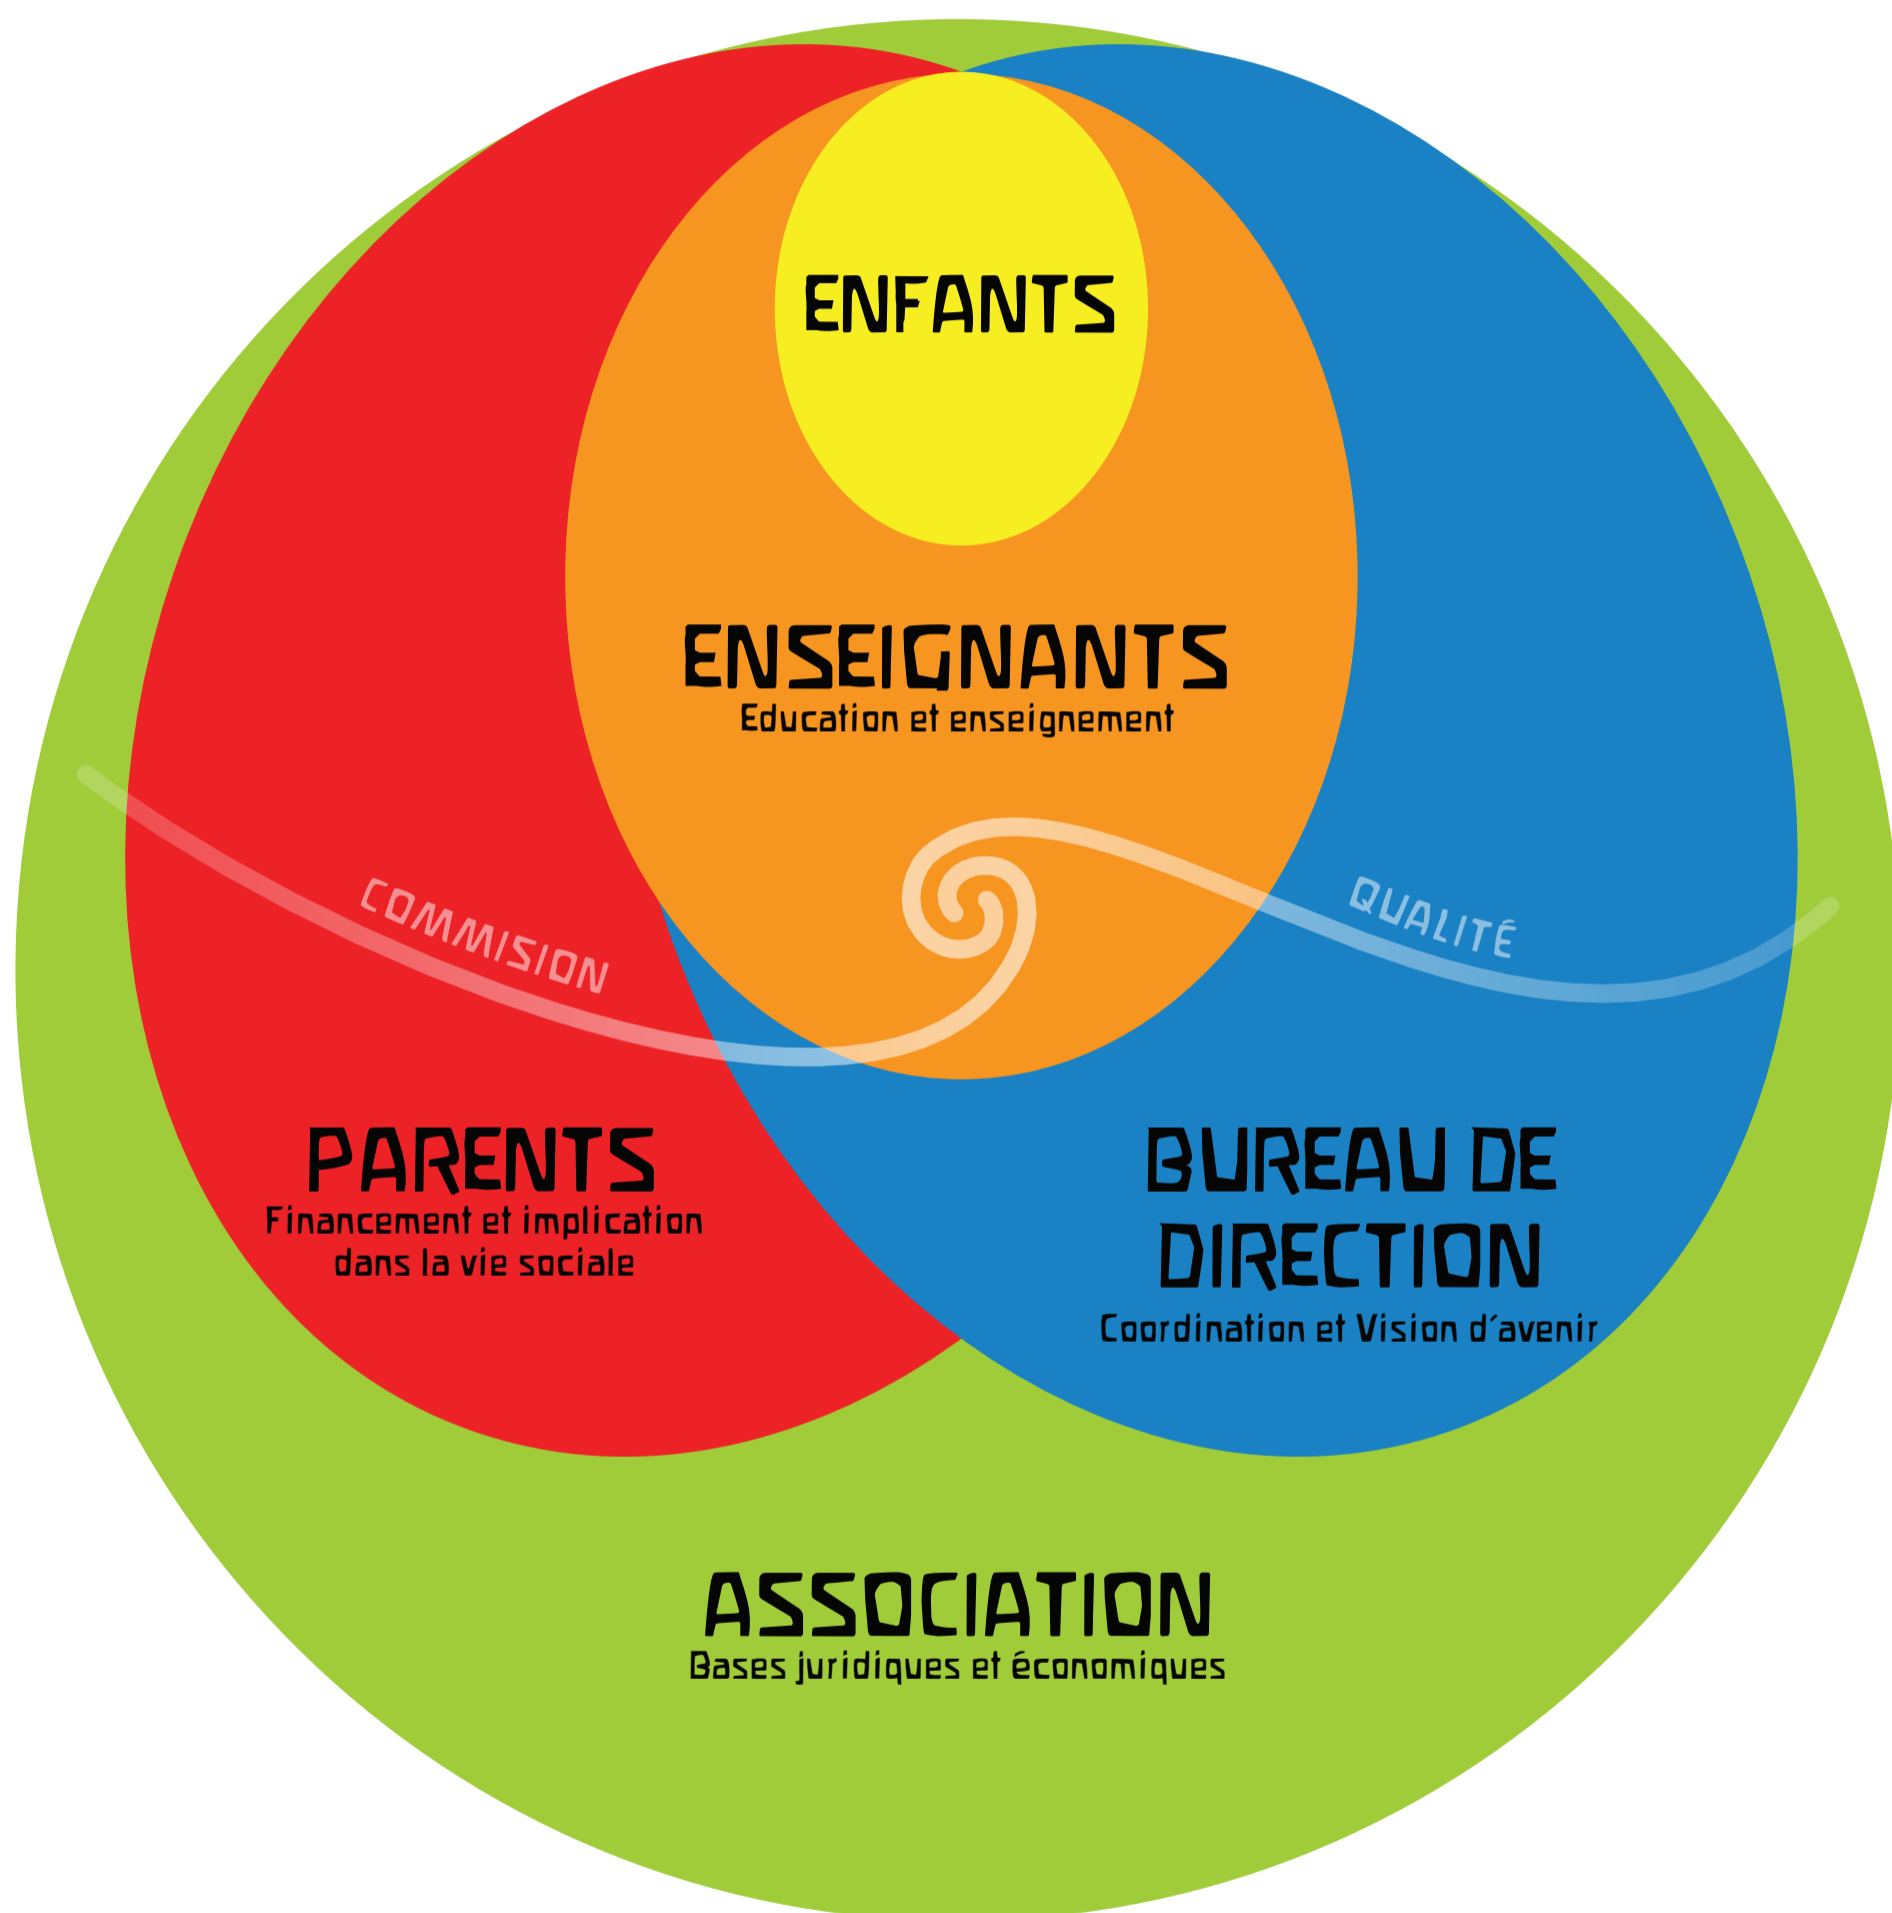 ENFANTS
ENSEIGNANTS
Education et enseignement
COMMISION
QUALITÉ
PARENTS
Financement et implication
dans la vie sociale
BUREAU DE
DIRECTION
Coordination et Vision d'avenir
ASSOCIATION
Bases juridiques et économiques